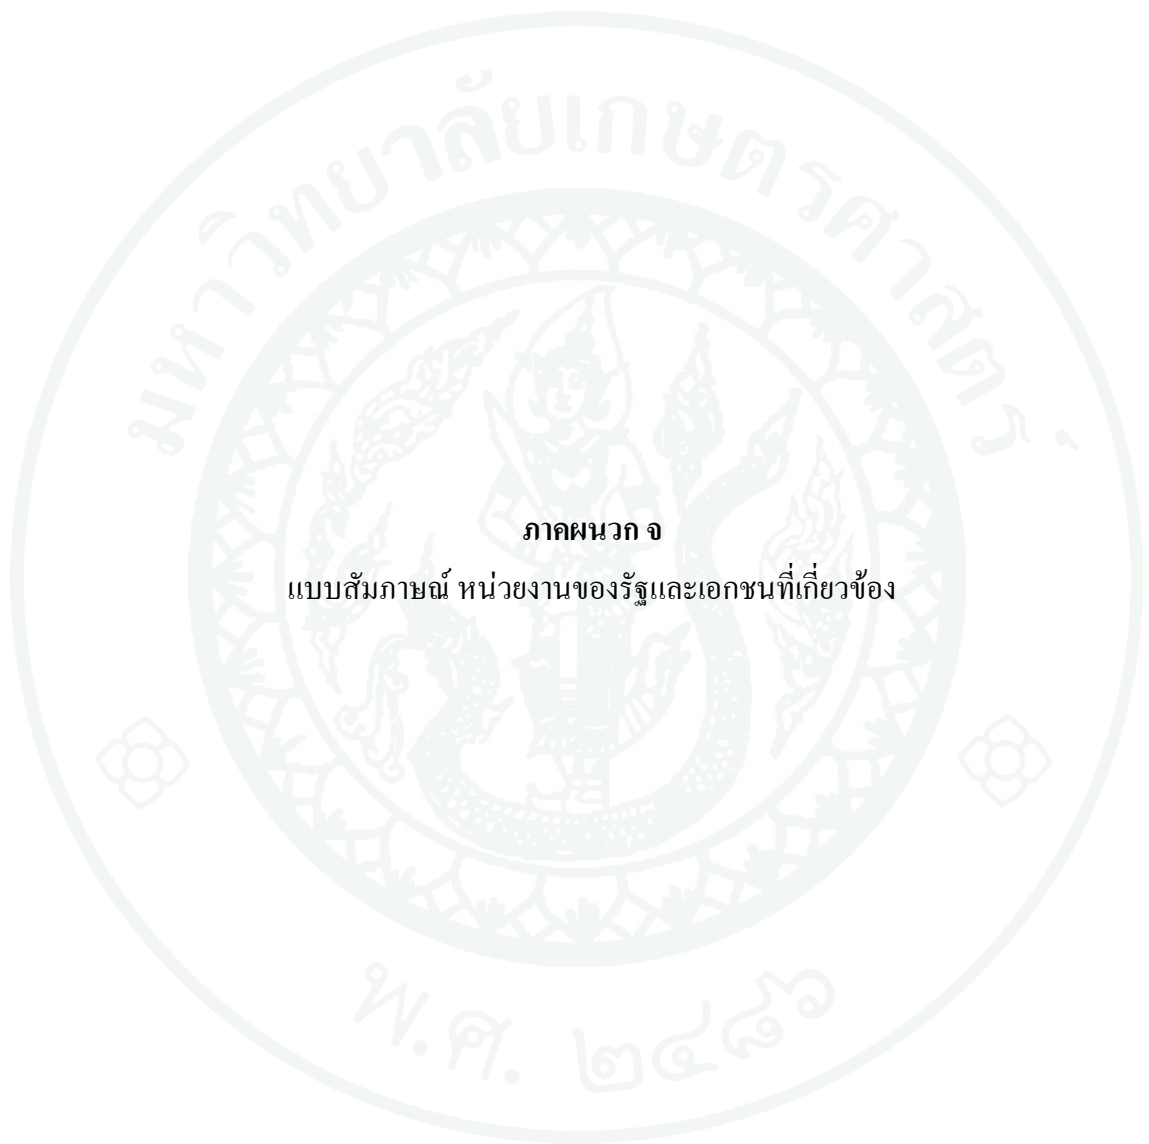 มหาวิทยาลัยเกษตรศาสตร์
ภาคผนวก จ
แบบสัมภาษณ์ หน่วยงานของรัฐและเอกชนที่เกี่ยวข้อง
พ.ศ. ๒๔๘๖